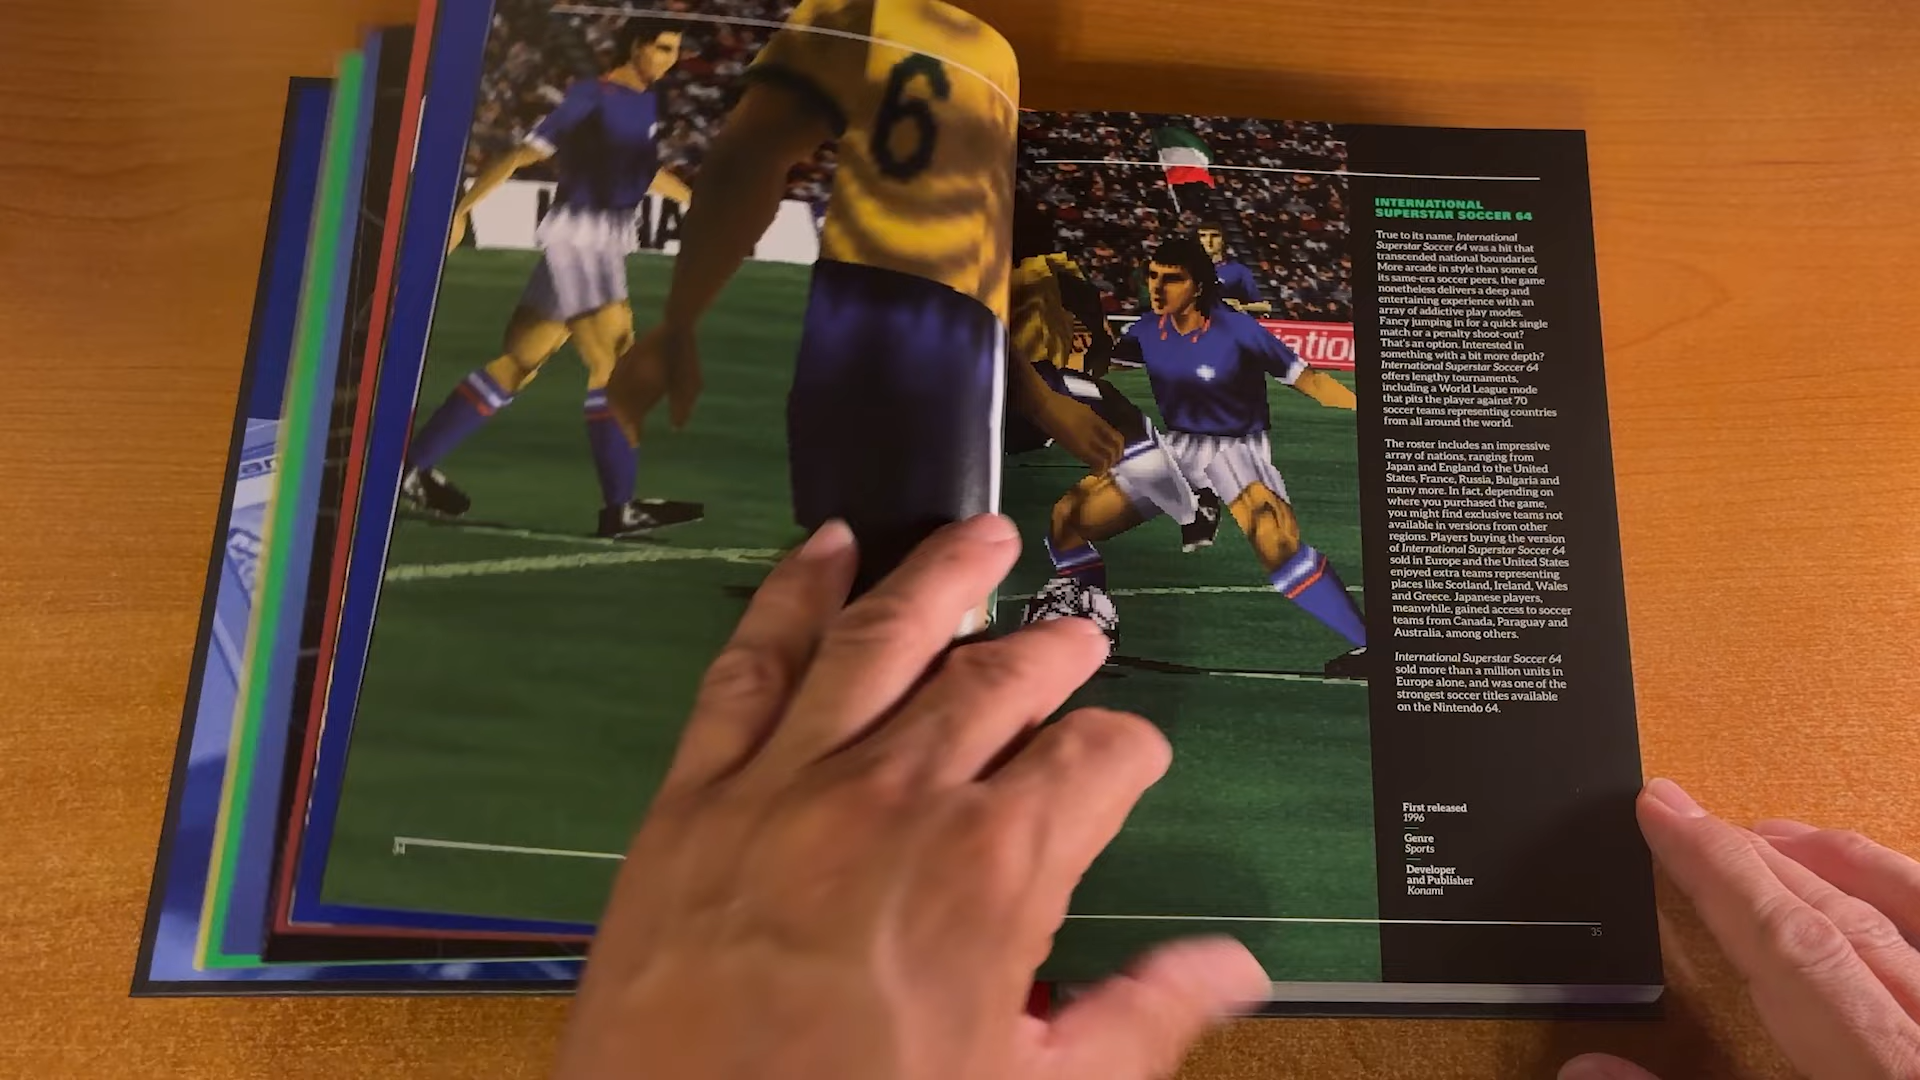 6
34
iation
INTERNATIONAL
SUPERSTAR SOCCER 64
True to its name, International
Superstar Soccer 64 was a hit that
transcended national boundaries.
More arcade in style than some of
its same-era soccer peers, the game
nonetheless delivers a deep and
entertaining experience with an
array of addictive play modes.
Fancy jumping in for a quick single
match or a penalty shoot-out?
That's an option. Interested in
something with a bit more depth?
International Superstar Soccer 64
offers lengthy tournaments,
including a World League mode
that pits the player against 70
soccer teams representing countries
from all around the world.
The roster includes an impressive
array of nations, ranging from
Japan and England to the United
States, France, Russia, Bulgaria and
many more. In fact, depending on
where you purchased the game,
you might find exclusive teams not
available in versions from other
regions. Players buying the version
of International Superstar Soccer 64
sold in Europe and the United States
enjoyed extra teams representing
places like Scotland, Ireland, Wales
and Greece. Japanese players,
meanwhile, gained access to soccer
teams from Canada, Paraguay and
Australia, among others.
International Superstar Soccer 64
sold more than a million units in
Europe alone, and was one of the
strongest soccer titles available
on the Nintendo 64.
First released
1996
Genre
Sports
Developer
and Publisher
Konami
35